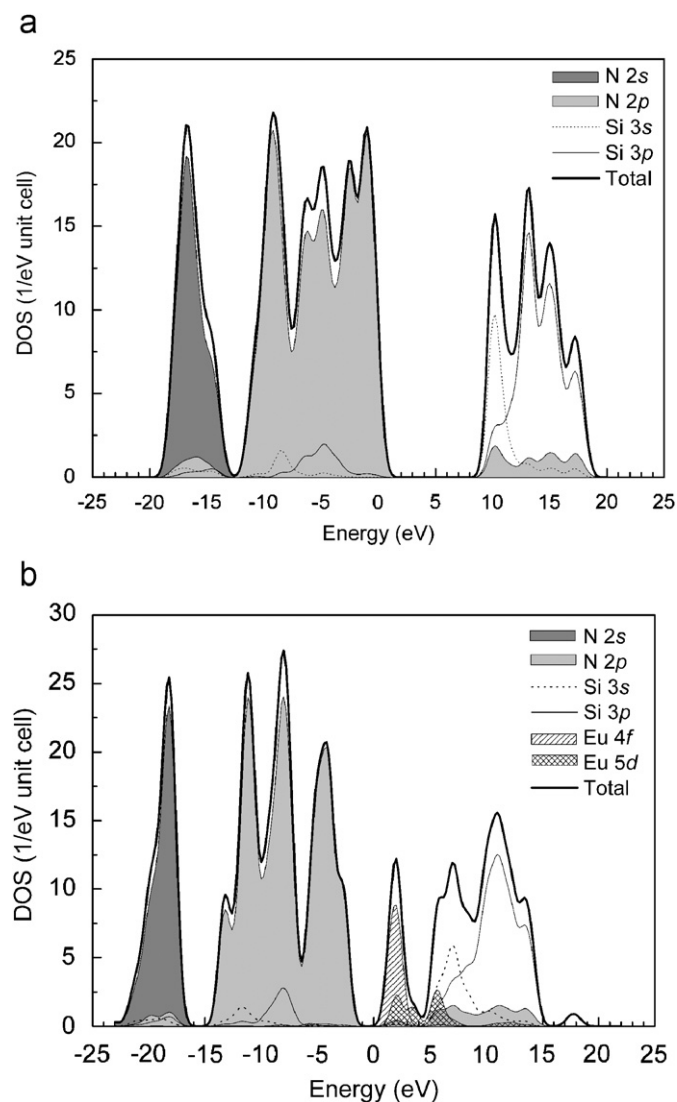 a
25
20
15
10
5
0
DOS (1/eV unit cell)
N 2s
N 2p
Si 3s
Si 3p
Total
-25 -20 -15 -10 -5 0 5 10 15 20 25
Energy (eV)
b
30
25
20
15
10
5
0
DOS (1/eV unit cell)
N 2s
N 2p
Si 3s
Si 3p
Eu 4f
Eu 5d
Total
-25 -20 -15 -10 -5 0 5 10 15 20 25
Energy (eV)